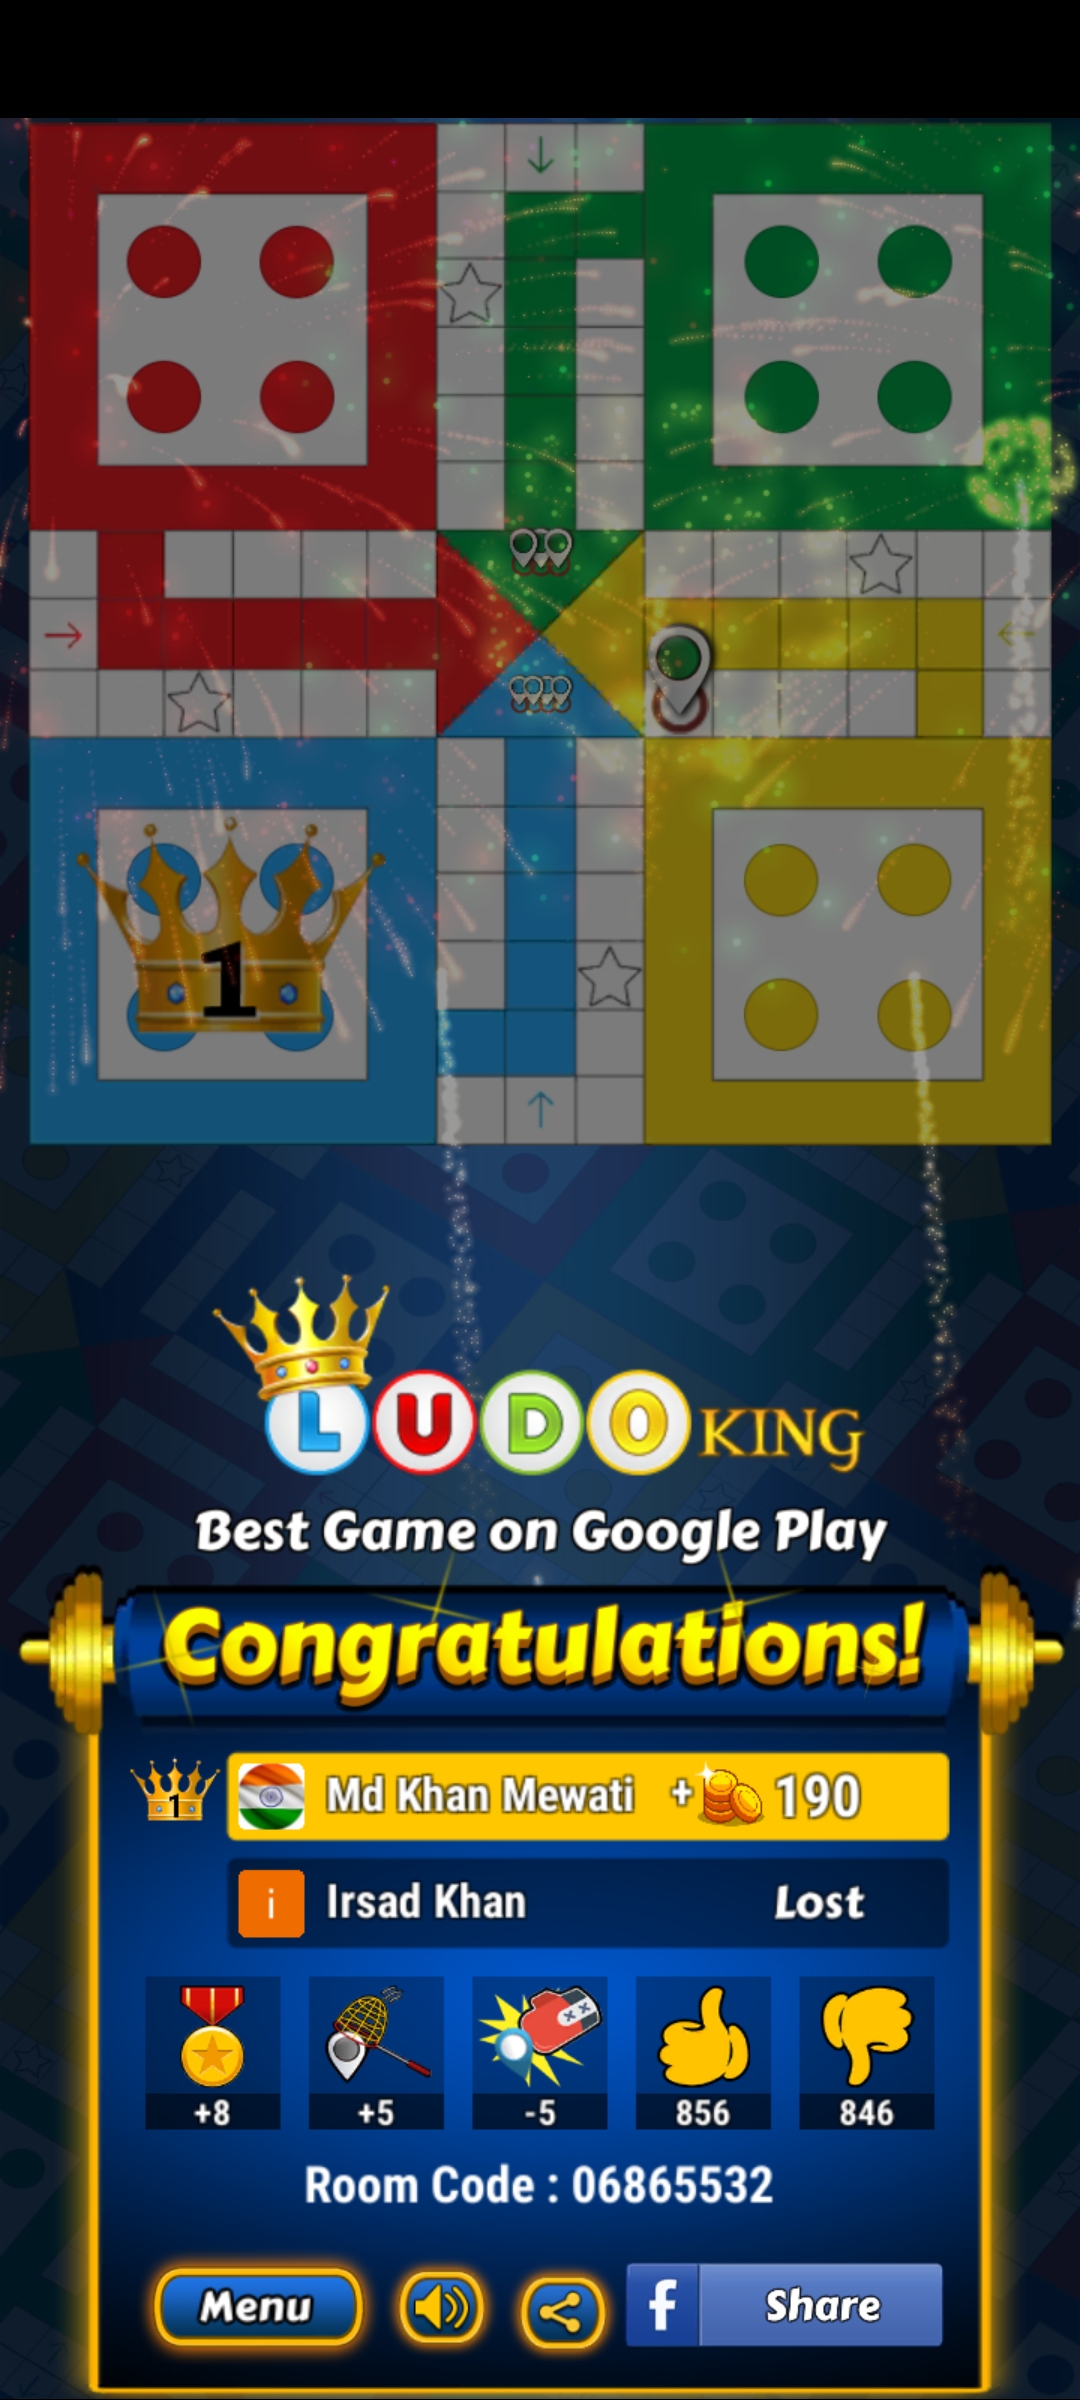 1
LUDO KING
Best Game on Google Play
Congratulations!
1 Md Khan Mewati + 190
i Irsad Khan Lost
+8 +5 -5 856 846
Room Code : 06865532
Menu f Share